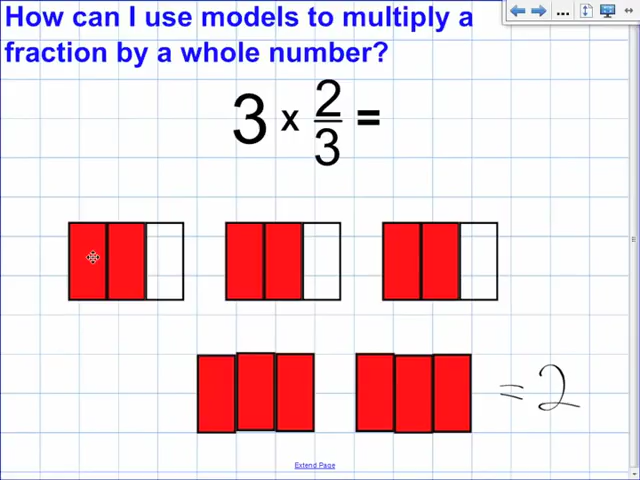 How can I use models to multiply a
fraction by a whole number?
3 x 2/3 =
= 2
Extend Page